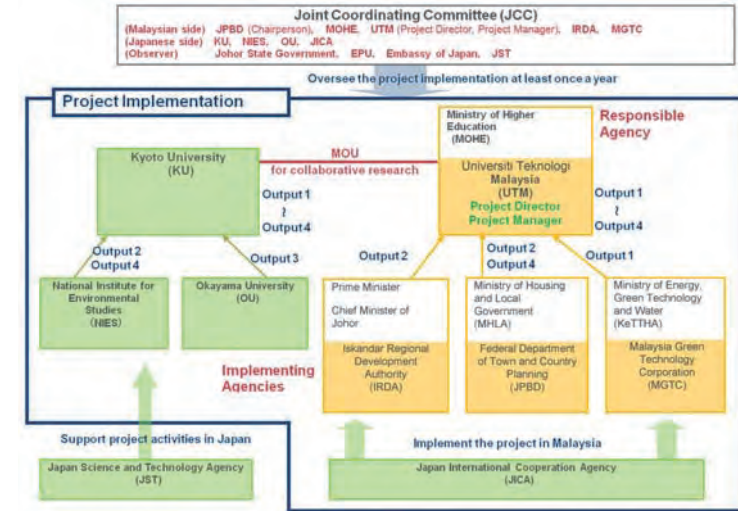 Joint Coordinating Committee (JCC)
(Malaysian side) JPBD (Chairperson), MOHE, UTM (Project Director, Project Manager), IRDA, MGTC
(Japanese side) KU, NIES, OU, JICA
(Observer) Johor State Government, EPU, Embassy of Japan, JST
Oversee the project implementation at least once a year
Project Implementation
Ministry of Higher
Education
(MOHE)
Responsible
Agency
Kyoto University
(KU)
MOU
for collaborative research
Universiti Teknologi
Malaysia
(UTM)
Project Director
Project Manager
Output 1
~
Output 4
Output 1
~
Output 4
Output 2
Output 4
Output 3
Output 2
Output 2
Output 4
Output 1
National Institute for
Environmental
Studies
(NIES)
Okayama University
(OU)
Prime Minister
Chief Minister of
Johor
Ministry of Housing
and Local
Government
(MHLA)
Ministry of Energy,
Green Technology
and Water
(KeTTHA)
Implementing
Agencies
Iskandar Regional
Development
Authority
(IRDA)
Federal Department
of Town and Country
Planning
(JPBD)
Malaysia Green
Technology
Corporation
(MGTC)
Support project activities in Japan
Implement the project in Malaysia
Japan Science and Technology Agency
(JST)
Japan International Cooperation Agency
(JICA)